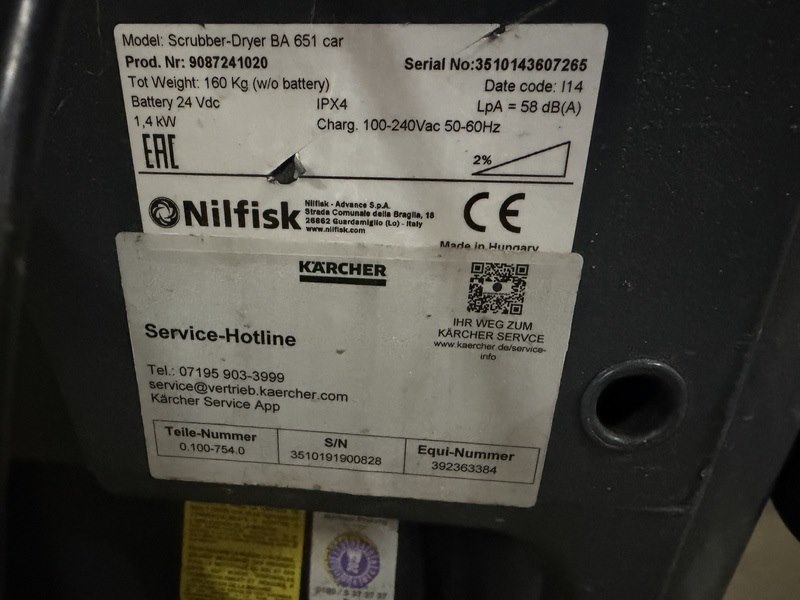 Model: Scrubber-Dryer BA 651 car
Prod. Nr: 9087241020 Serial No:3510143607265
Tot Weight: 160 Kg (w/o battery) Date code: I14
Battery 24 Vdc IPX4 LpA = 58 dB(A)
1,4 kW Charg. 100-240Vac 50-60Hz
EAC 2%
Nilfisk
Nilfisk - Advance S.p.A.
Strada Comunale della Braglia, 18
26862 Guardamiglio (Lo) - Italy
www.nilfisk.com
CE
Made in Hungary
KÄRCHER
IHR WEG ZUM
KÄRCHER SERVCE
www.kaercher.de/service-
info
Service-Hotline
Tel.: 07195 903-3999
service@vertrieb.kaercher.com
Kärcher Service App
Teile-Nummer S/N Equi-Nummer
0.100-754.0 3510191900828 392363384